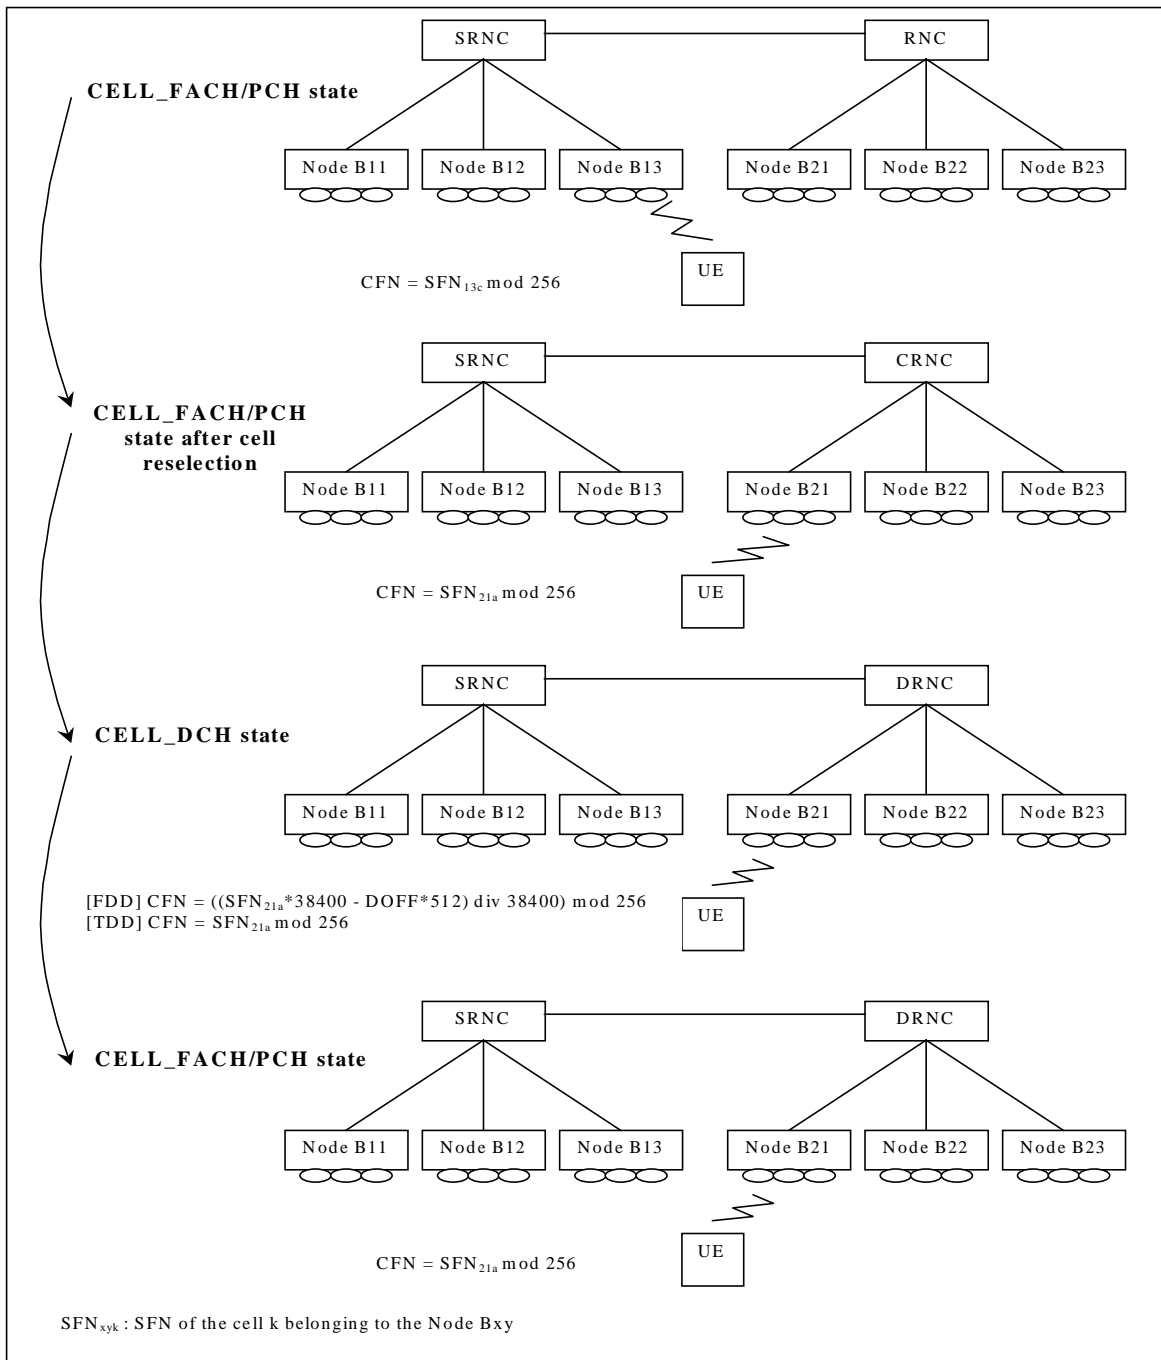 SRNC RNC
CELL_FACH/PCH state
Node B11 Node B12 Node B13 Node B21 Node B22 Node B23
UE
CFN = SFN13c mod 256
SRNC CRNC
CELL_FACH/PCH
state after cell
reselection
Node B11 Node B12 Node B13 Node B21 Node B22 Node B23
UE
CFN = SFN21a mod 256
SRNC DRNC
CELL_DCH state
Node B11 Node B12 Node B13 Node B21 Node B22 Node B23
[FDD] CFN = ((SFN21a*38400 - DOFF*512) div 38400) mod 256
UE
[TDD] CFN = SFN21a mod 256
SRNC DRNC
CELL_FACH/PCH state
Node B11 Node B12 Node B13 Node B21 Node B22 Node B23
UE
CFN = SFN21a mod 256
SFNxyk : SFN of the cell k belonging to the Node Bxy